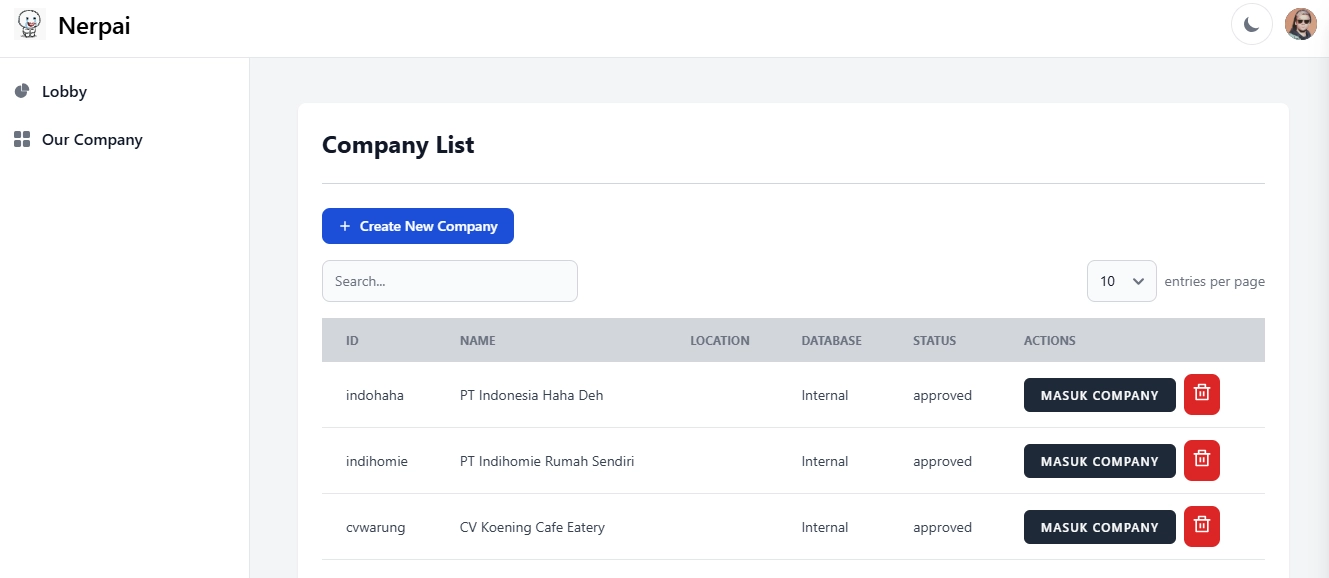 Nerpai
Lobby
Our Company
Company List
+ Create New Company
Search...
10 entries per page
ID NAME LOCATION DATABASE STATUS ACTIONS
indohaha PT Indonesia Haha Deh Internal approved MASUK COMPANY
indihomie PT Indihomie Rumah Sendiri Internal approved MASUK COMPANY
cvwarung CV Koening Cafe Eatery Internal approved MASUK COMPANY